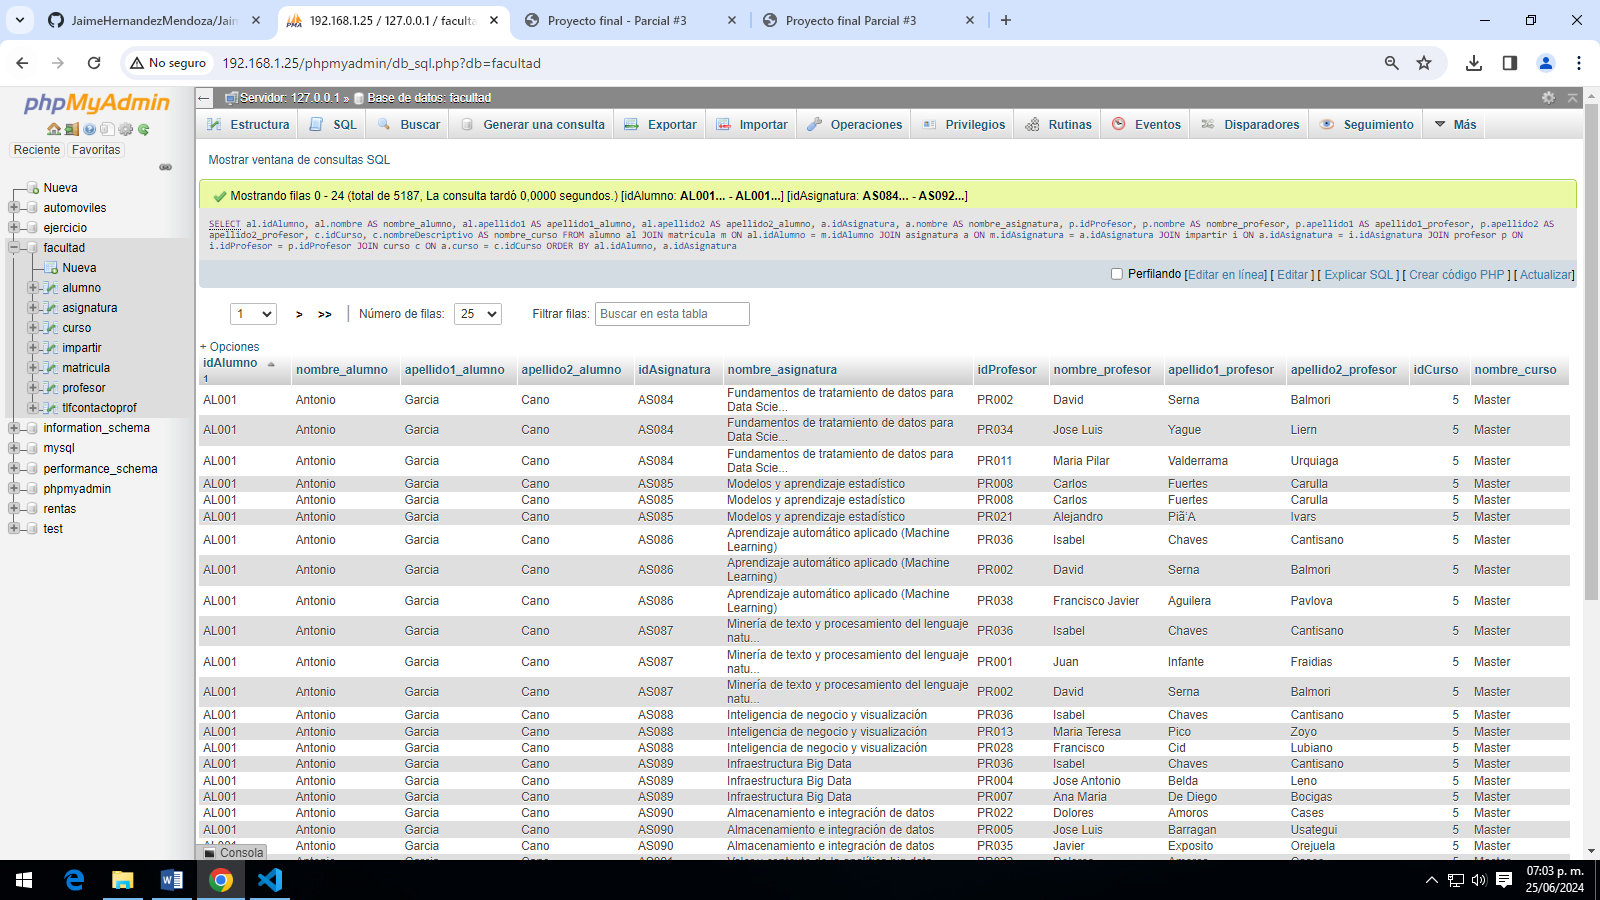 JaimeHernandezMendoza/Jaim
192.168.1.25 / 127.0.0.1 / faculta
Proyecto final - Parcial #3
Proyecto final Parcial #3
No seguro
192.168.1.25/phpmyadmin/db_sql.php?db=facultad
phpMyAdmin
Reciente Favoritas
Nueva
automoviles
ejercicio
facultad
Nueva
alumno
asignatura
curso
impartir
matricula
profesor
tlfcontactoprof
information_schema
mysql
performance_schema
phpmyadmin
rentas
test
Servidor: 127.0.0.1 » Base de datos: facultad
Estructura SQL Buscar Generar una consulta Exportar Importar Operaciones Privilegios Rutinas Eventos Disparadores Seguimiento Más
Mostrar ventana de consultas SQL
Mostrando filas 0 - 24 (total de 5187, La consulta tardó 0,0000 segundos.) [idAlumno: AL001... - AL001...] [idAsignatura: AS084... - AS092...]
SELECT al.idAlumno, al.nombre AS nombre_alumno, al.apellido1 AS apellido1_alumno, al.apellido2 AS apellido2_alumno, a.idAsignatura, a.nombre AS nombre_asignatura, p.idProfesor, p.nombre AS nombre_profesor, p.apellido1 AS apellido1_profesor, p.apellido2 AS
apellido2_profesor, c.idCurso, c.nombreDescriptivo AS nombre_curso FROM alumno al JOIN matricula m ON al.idAlumno = m.idAlumno JOIN asignatura a ON m.idAsignatura = a.idAsignatura JOIN impartir i ON a.idAsignatura = i.idAsignatura JOIN profesor p ON
i.idProfesor = p.idProfesor JOIN curso c ON a.curso = c.idCurso ORDER BY al.idAlumno, a.idAsignatura
Perfilando [Editar en línea] [ Editar ] [ Explicar SQL ] [ Crear código PHP ] [ Actualizar]
1 > >> Número de filas: 25 Filtrar filas: Buscar en esta tabla
+ Opciones
idAlumno 1 nombre_alumno apellido1_alumno apellido2_alumno idAsignatura nombre_asignatura idProfesor nombre_profesor apellido1_profesor apellido2_profesor idCurso nombre_curso
AL001 Antonio Garcia Cano AS084 Fundamentos de tratamiento de datos para Data Scie... PR002 David Serna Balmori 5 Master
AL001 Antonio Garcia Cano AS084 Fundamentos de tratamiento de datos para Data Scie... PR034 Jose Luis Yague Liern 5 Master
AL001 Antonio Garcia Cano AS084 Fundamentos de tratamiento de datos para Data Scie... PR011 Maria Pilar Valderrama Urquiaga 5 Master
AL001 Antonio Garcia Cano AS085 Modelos y aprendizaje estadístico PR008 Carlos Fuertes Carulla 5 Master
AL001 Antonio Garcia Cano AS085 Modelos y aprendizaje estadístico PR008 Carlos Fuertes Carulla 5 Master
AL001 Antonio Garcia Cano AS085 Modelos y aprendizaje estadístico PR021 Alejandro Piã'A Ivars 5 Master
AL001 Antonio Garcia Cano AS086 Aprendizaje automático aplicado (Machine Learning) PR036 Isabel Chaves Cantisano 5 Master
AL001 Antonio Garcia Cano AS086 Aprendizaje automático aplicado (Machine Learning) PR002 David Serna Balmori 5 Master
AL001 Antonio Garcia Cano AS086 Aprendizaje automático aplicado (Machine Learning) PR038 Francisco Javier Aguilera Pavlova 5 Master
AL001 Antonio Garcia Cano AS087 Minería de texto y procesamiento del lenguaje natu... PR036 Isabel Chaves Cantisano 5 Master
AL001 Antonio Garcia Cano AS087 Minería de texto y procesamiento del lenguaje natu... PR001 Juan Infante Fraidias 5 Master
AL001 Antonio Garcia Cano AS087 Minería de texto y procesamiento del lenguaje natu... PR002 David Serna Balmori 5 Master
AL001 Antonio Garcia Cano AS088 Inteligencia de negocio y visualización PR036 Isabel Chaves Cantisano 5 Master
AL001 Antonio Garcia Cano AS088 Inteligencia de negocio y visualización PR013 Maria Teresa Pico Zoyo 5 Master
AL001 Antonio Garcia Cano AS088 Inteligencia de negocio y visualización PR028 Francisco Cid Lubiano 5 Master
AL001 Antonio Garcia Cano AS089 Infraestructura Big Data PR036 Isabel Chaves Cantisano 5 Master
AL001 Antonio Garcia Cano AS089 Infraestructura Big Data PR004 Jose Antonio Belda Leno 5 Master
AL001 Antonio Garcia Cano AS089 Infraestructura Big Data PR007 Ana Maria De Diego Bocigas 5 Master
AL001 Antonio Garcia Cano AS090 Almacenamiento e integración de datos PR022 Dolores Amoros Cases 5 Master
AL001 Antonio Garcia Cano AS090 Almacenamiento e integración de datos PR005 Jose Luis Barragan Usategui 5 Master
Antonio Garcia Cano AS090 Almacenamiento e integración de datos PR035 Javier Exposito Orejuela 5 Master
Consola
07:03 p. m.
25/06/2024